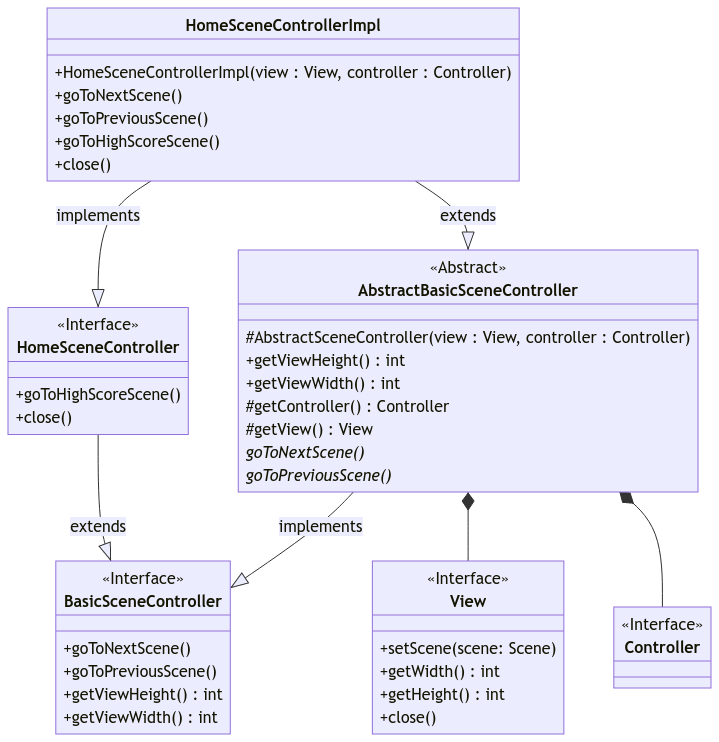 HomeSceneControllerImpl
+HomeSceneControllerImpl(view : View, controller : Controller)
+goToNextScene()
+goToPreviousScene()
+goToHighScoreScene()
+close()
implements
extends
«Abstract»
AbstractBasicSceneController
#AbstractSceneController(view : View, controller : Controller)
+getViewHeight() : int
+getViewWidth() : int
#getController() : Controller
#getView() : View
goToNextScene()
goToPreviousScene()
«Interface»
HomeSceneController
+goToHighScoreScene()
+close()
extends
implements
«Interface»
BasicSceneController
+goToNextScene()
+goToPreviousScene()
+getViewHeight() : int
+getViewWidth() : int
«Interface»
View
+setScene(scene: Scene)
+getWidth() : int
+getHeight() : int
+close()
«Interface»
Controller